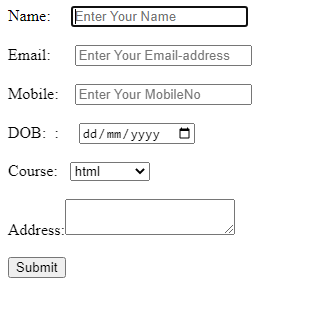 Name: Enter Your Name
Email: Enter Your Email-address
Mobile: Enter Your MobileNo
DOB: : dd/mm/yyyy
Course: html
Address:
Submit